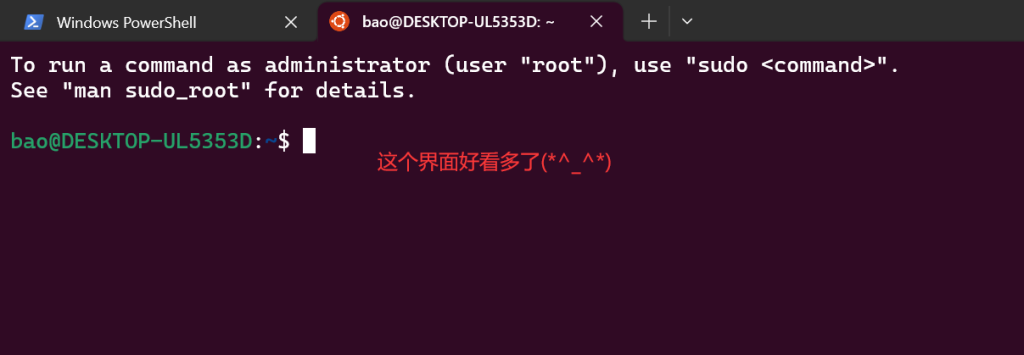 Windows PowerShell
bao@DESKTOP-UL5353D: ~
To run a command as administrator (user "root"), use "sudo <command>".
See "man sudo_root" for details.
bao@DESKTOP-UL5353D:~$
这个界面好看多了(*^_^*)